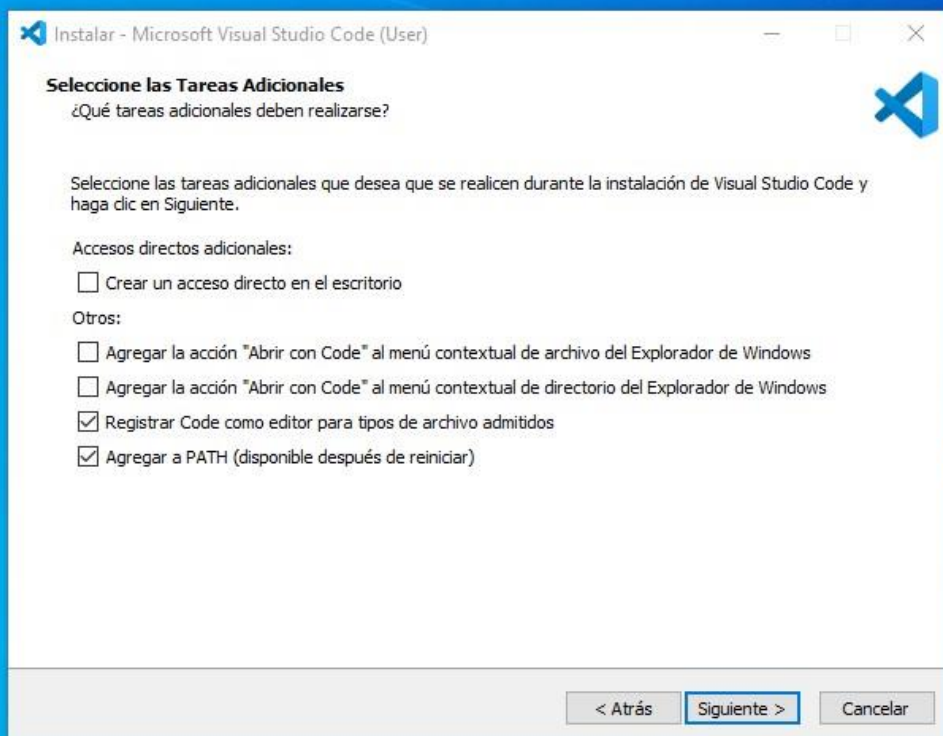 Instalar - Microsoft Visual Studio Code (User)
Seleccione las Tareas Adicionales
¿Qué tareas adicionales deben realizarse?
Seleccione las tareas adicionales que desea que se realicen durante la instalación de Visual Studio Code y
haga clic en Siguiente.
Accesos directos adicionales:
Crear un acceso directo en el escritorio
Otros:
Agregar la acción "Abrir con Code" al menú contextual de archivo del Explorador de Windows
Agregar la acción "Abrir con Code" al menú contextual de directorio del Explorador de Windows
Registrar Code como editor para tipos de archivo admitidos
Agregar a PATH (disponible después de reiniciar)
< Atrás Siguiente > Cancelar